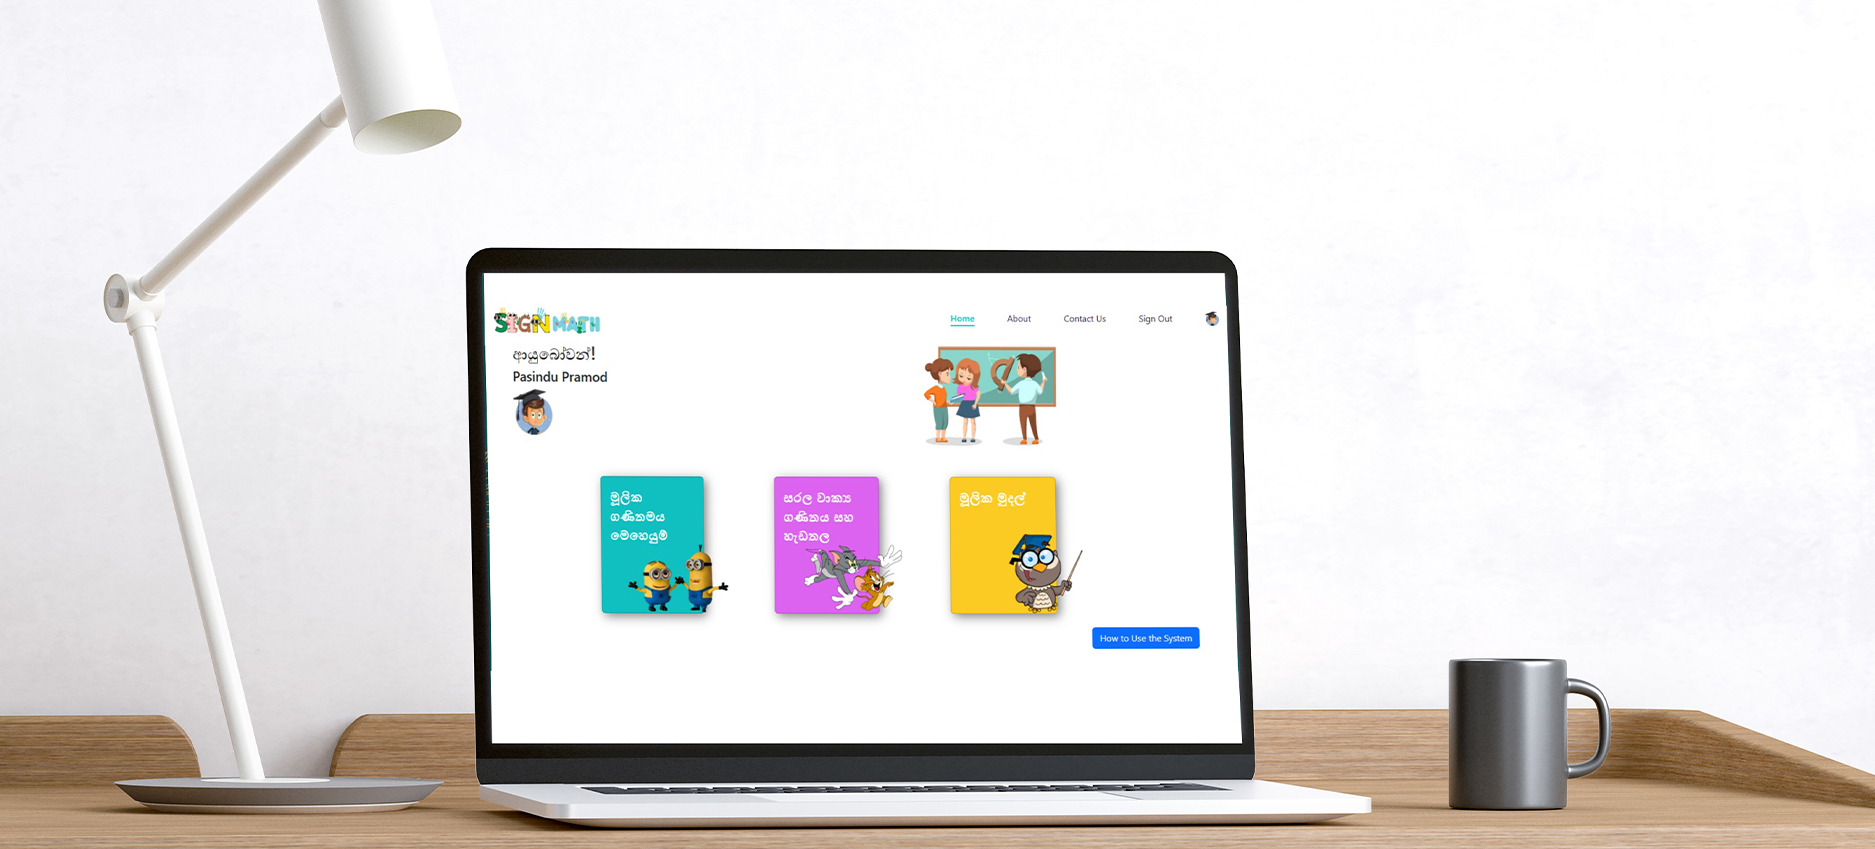 SIGN MATH
Home About Contact Us Sign Out
ආයුබෝවන්!
Pasindu Pramod
මූලික
ගණිතමය
මෙහෙයුම්
සරල වාක්‍ය
ගණිතය සහ
හැඩතල
මූලික මුදල්
How to Use the System